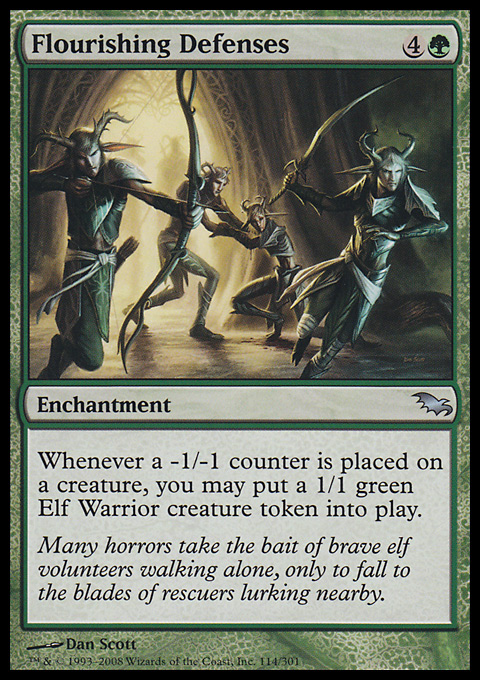 Flourishing Defenses 4
Enchantment
Whenever a -1/-1 counter is placed on
a creature, you may put a 1/1 green
Elf Warrior creature token into play.
Many horrors take the bait of brave elf
volunteers walking alone, only to fall to
the blades of rescuers lurking nearby.
Dan Scott
™ & © 1993–2008 Wizards of the Coast, Inc. 114/301